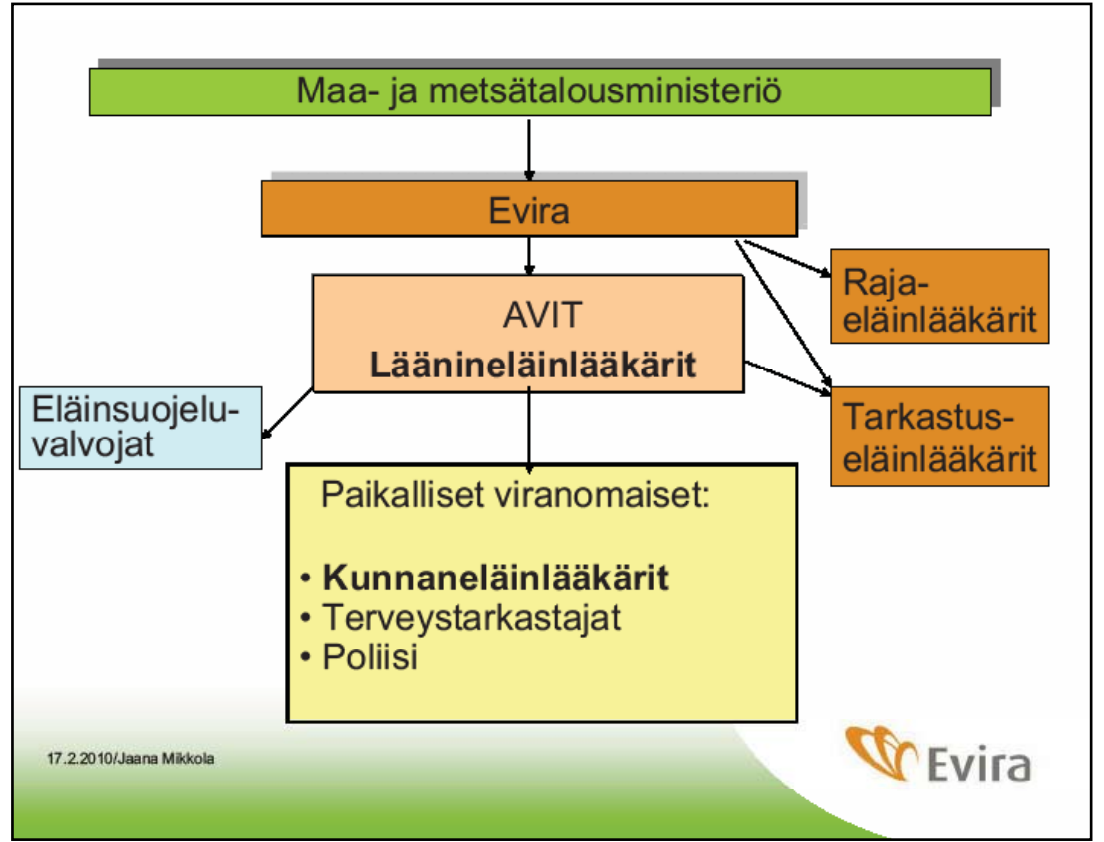 Maa- ja metsätalousministeriö
Evira
Raja-
eläinlääkärit
AVIT
Läänineläinlääkärit
Eläinsuojelu-
valvojat
Tarkastus-
eläinlääkärit
Paikalliset viranomaiset:
• Kunnaneläinlääkärit
• Terveystarkastajat
• Poliisi
17.2.2010/Jaana Mikkola
Evira